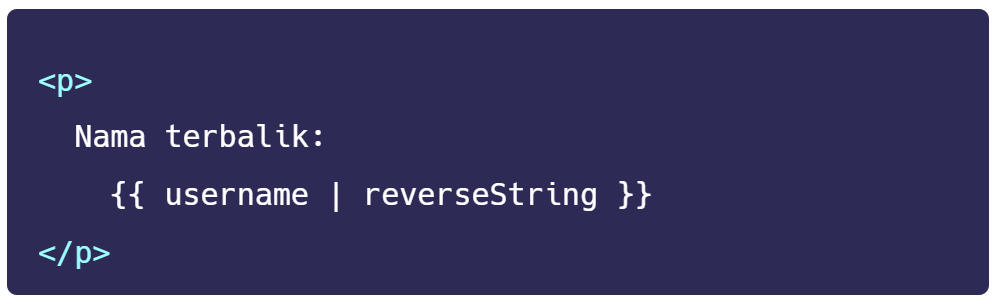 <p>
Nama terbalik:
{{ username | reverseString }}
</p>